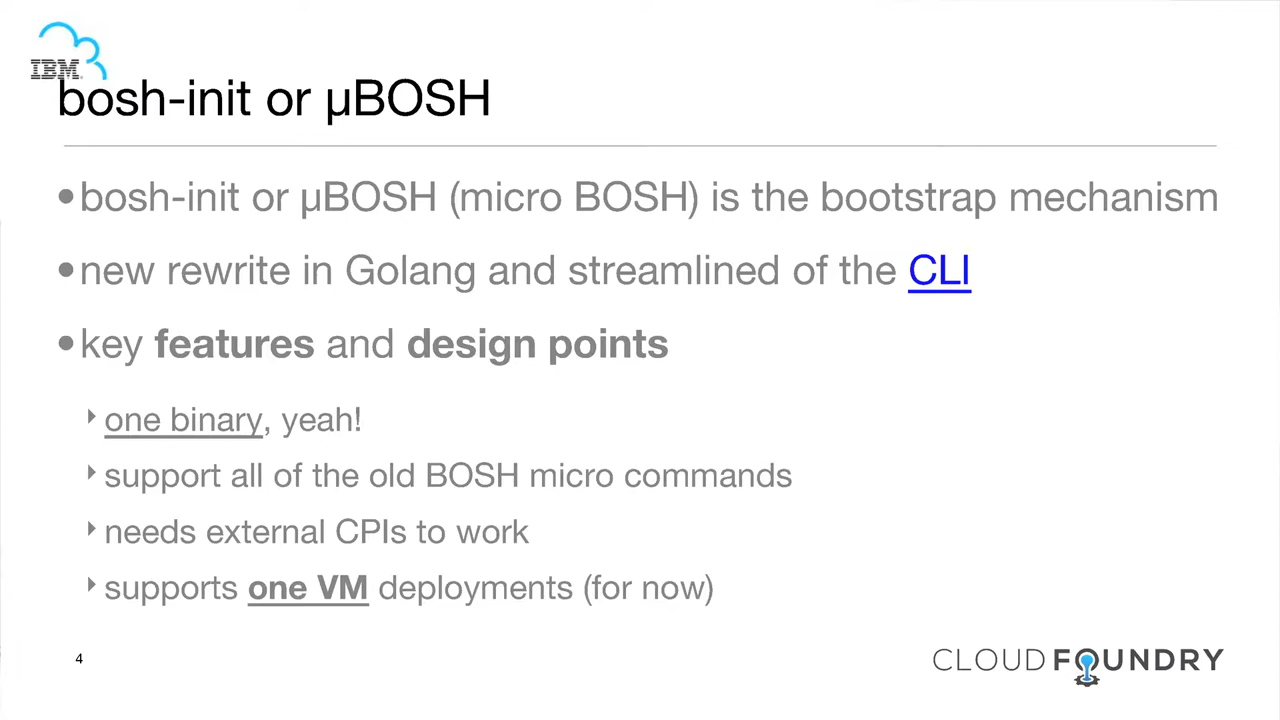 IBM
bosh-init or µBOSH
•bosh-init or µBOSH (micro BOSH) is the bootstrap mechanism
•new rewrite in Golang and streamlined of the CLI
•key features and design points
‣one binary, yeah!
‣support all of the old BOSH micro commands
‣needs external CPIs to work
‣supports one VM deployments (for now)
4
CLOUD FOUNDRY